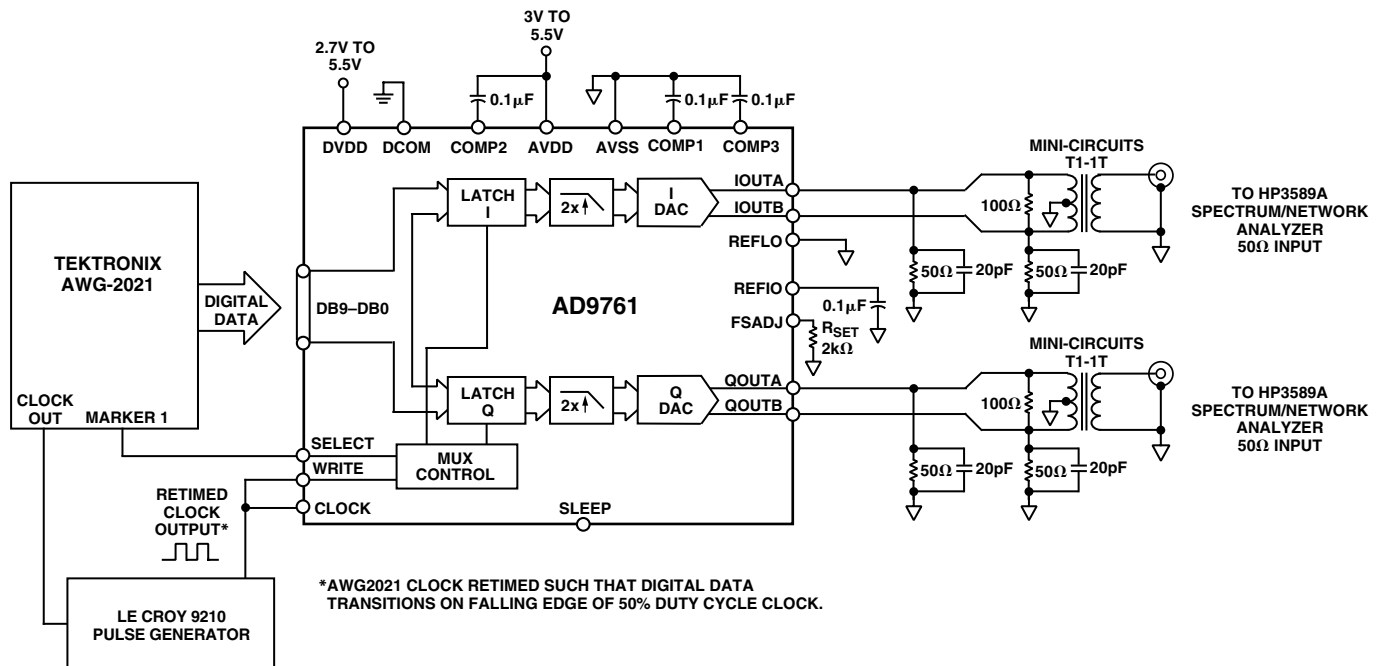 3V TO
5.5V
2.7V TO
5.5V
0.1µF
0.1µF
0.1µF
DVDD
DCOM
COMP2
AVDD
AVSS
COMP1
COMP3
MINI-CIRCUITS
T1-1T
TEKTRONIX
AWG-2021
CLOCK
OUT
MARKER 1
DIGITAL
DATA
DB9–DB0
LATCH
I
2x
I
DAC
IOUTA
IOUTB
REFLO
REFIO
FSADJ
AD9761
100Ω
50Ω
20pF
50Ω
20pF
TO HP3589A
SPECTRUM/NETWORK
ANALYZER
50Ω INPUT
0.1µF
RSET
2kΩ
MINI-CIRCUITS
T1-1T
LATCH
Q
2x
Q
DAC
QOUTA
QOUTB
100Ω
50Ω
20pF
50Ω
20pF
TO HP3589A
SPECTRUM/NETWORK
ANALYZER
50Ω INPUT
SELECT
WRITE
CLOCK
MUX
CONTROL
SLEEP
RETIMED
CLOCK
OUTPUT*
LE CROY 9210
PULSE GENERATOR
*AWG2021 CLOCK RETIMED SUCH THAT DIGITAL DATA
TRANSITIONS ON FALLING EDGE OF 50% DUTY CYCLE CLOCK.